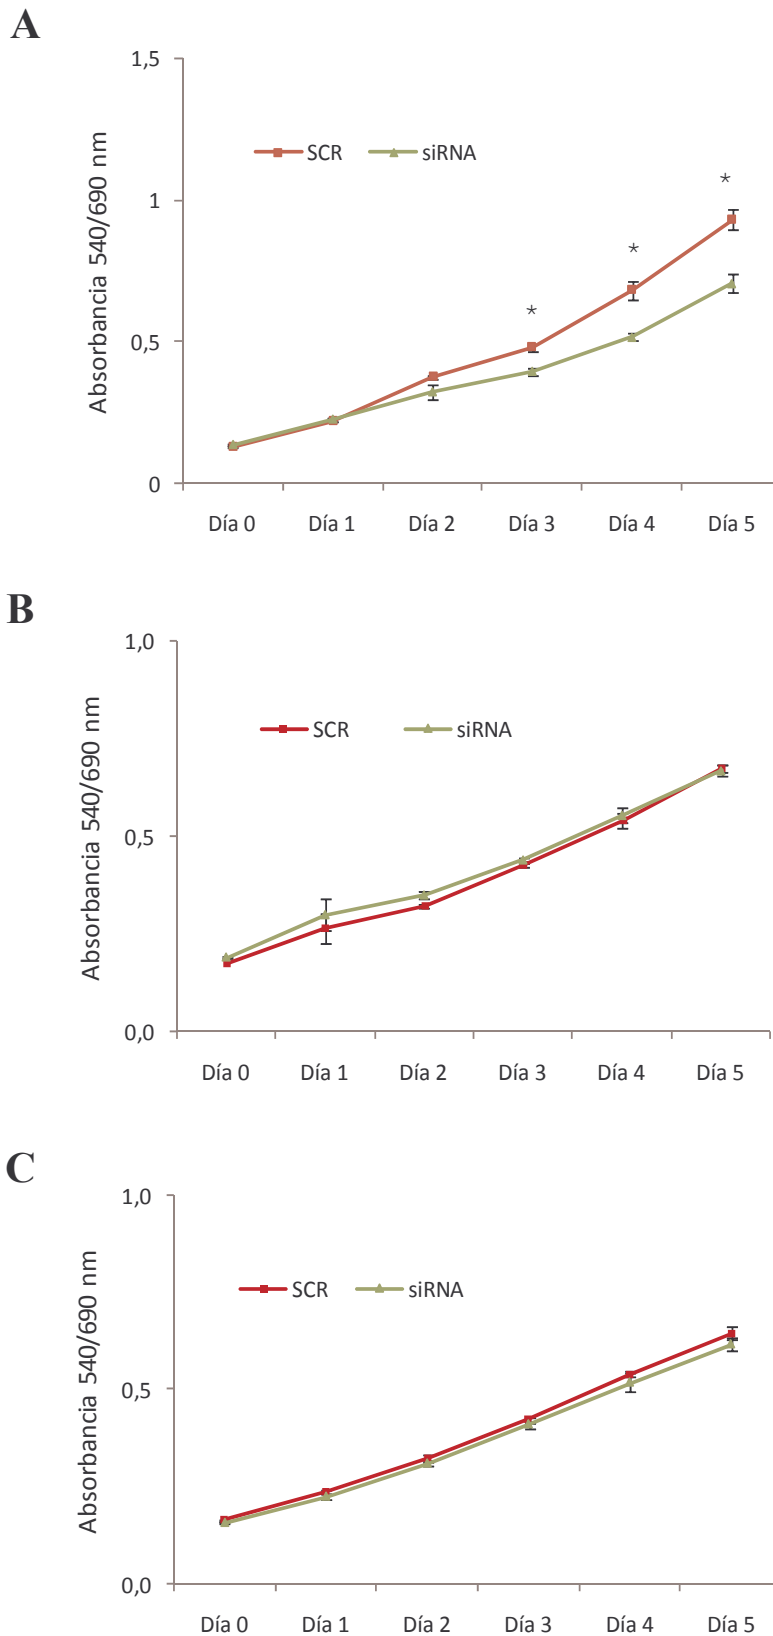 A
1,5
SCR siRNA
*
1
*
*
0,5
0
Absorbancia 540/690 nm
Día 0 Día 1 Día 2 Día 3 Día 4 Día 5
B
1,0
SCR siRNA
0,5
0,0
Absorbancia 540/690 nm
Día 0 Día 1 Día 2 Día 3 Día 4 Día 5
C
1,0
SCR siRNA
0,5
0,0
Absorbancia 540/690 nm
Día 0 Día 1 Día 2 Día 3 Día 4 Día 5